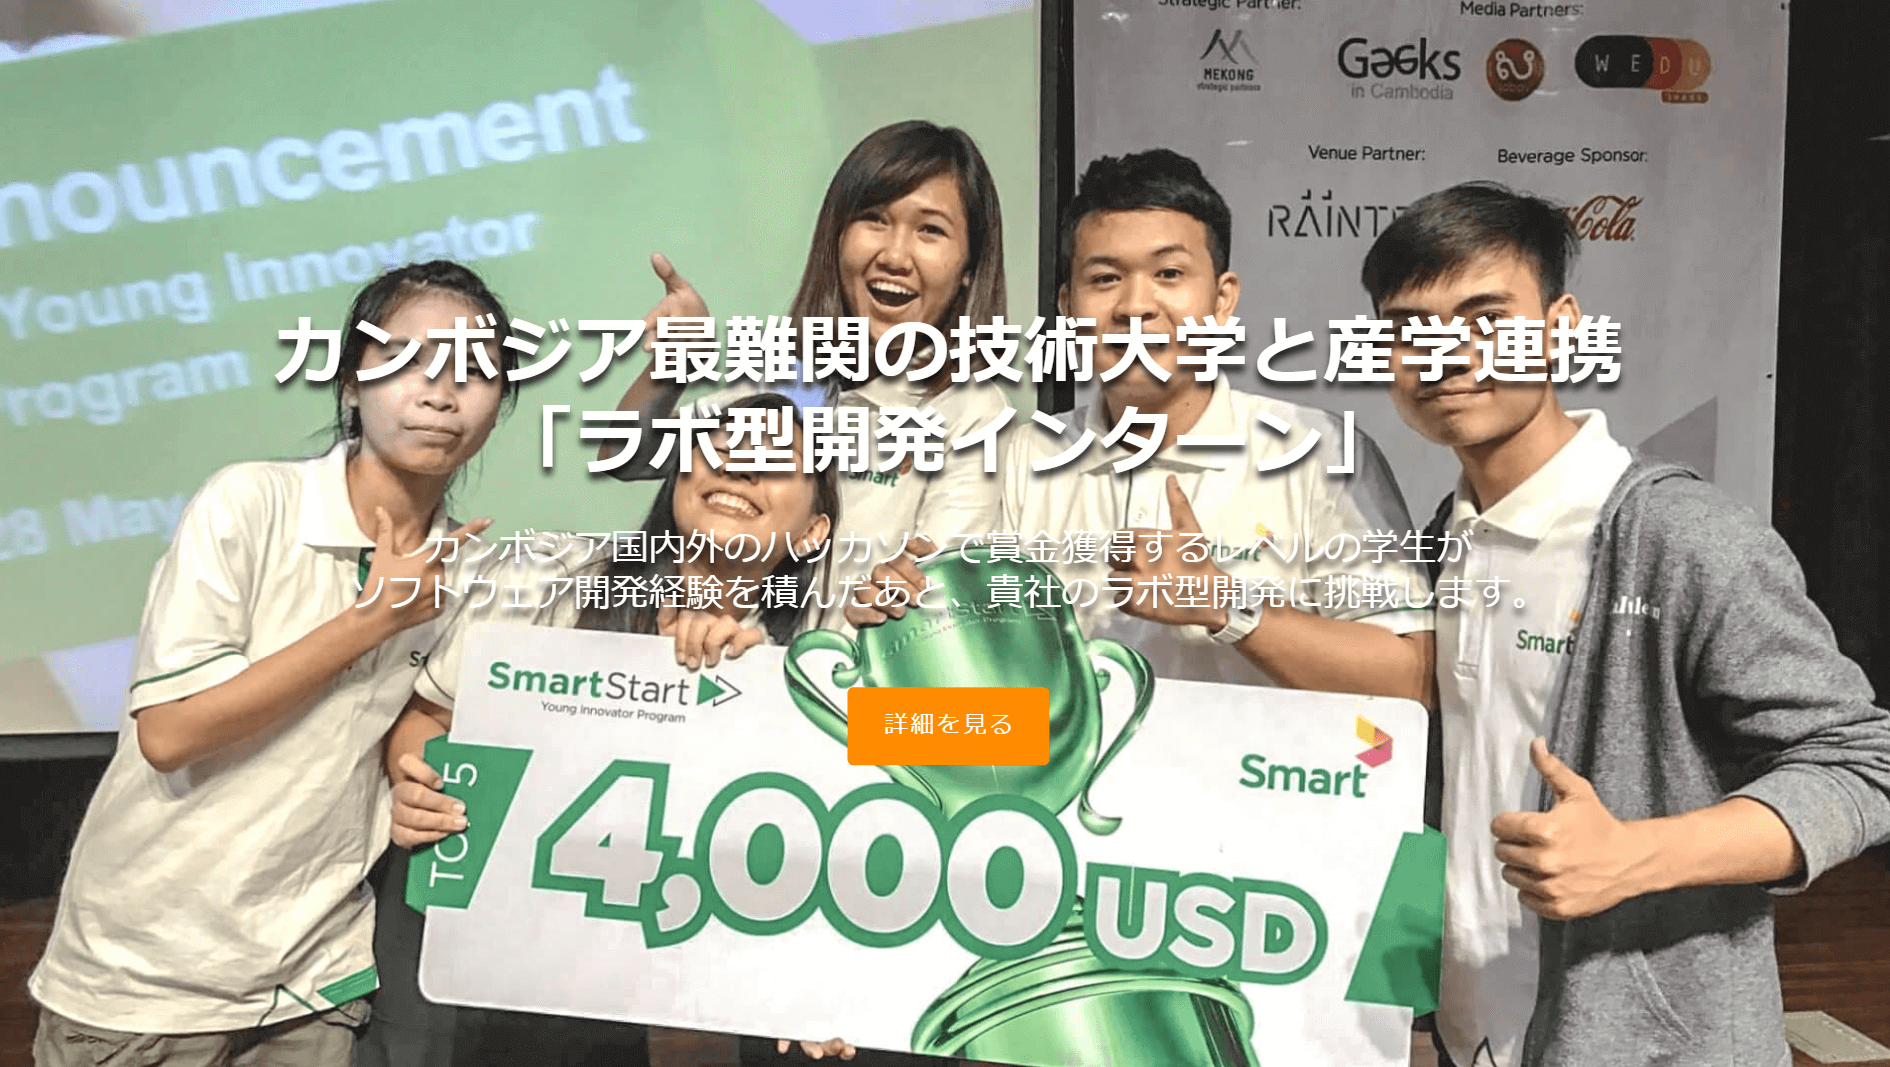 Strategic Partner:
Media Partners:
MEKONG
strategic partners
Geeks
in Cambodia
WEDU
Venue Partner:
Beverage Sponsor:
nouncement
Young Innovator
rogram
28 May
カンボジア最難関の技術大学と産学連携
「ラボ型開発インターン」
カンボジア国内外のハッカソンで賞金獲得するレベルの学生が
ソフトウェア開発経験を積んだあと、貴社のラボ型開発に挑戦します。
Smart
Smart
SmartStart
Young Innovator Program
詳細を見る
Smart
4,000 USD